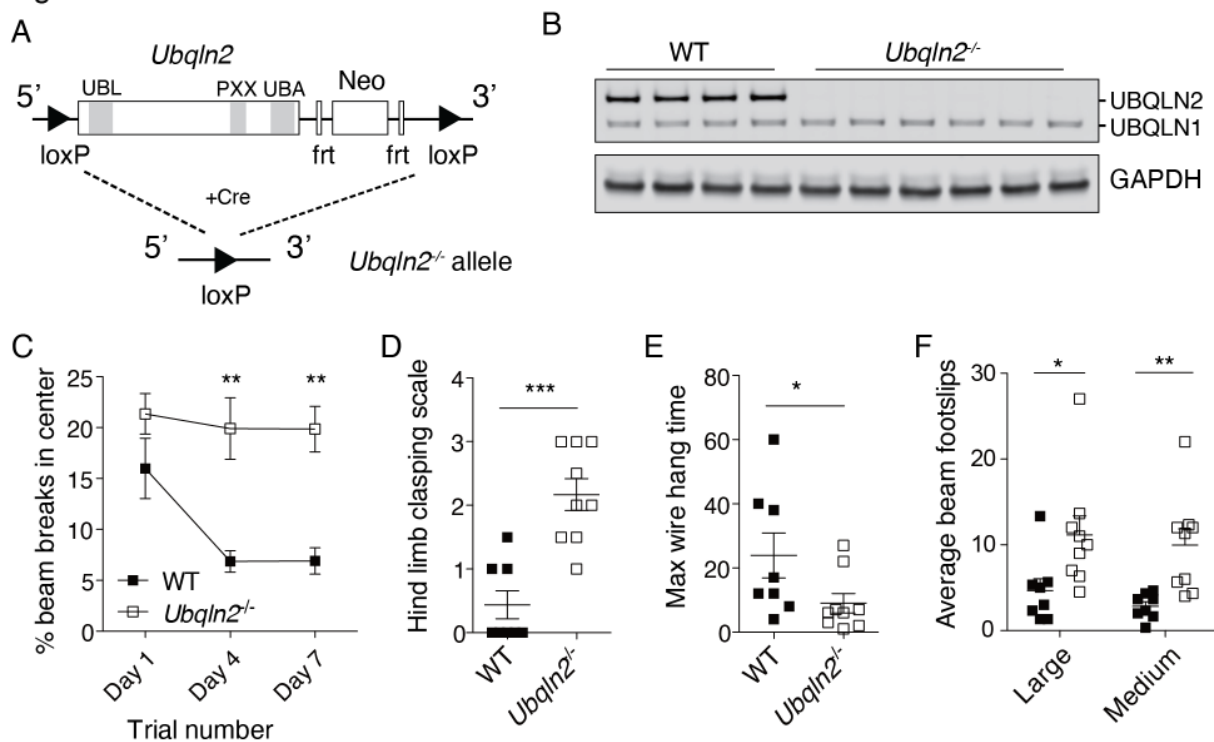 A
Ubqln2
UBL PXX UBA Neo
5' 3'
loxP frt frt loxP
+Cre
5' 3'
Ubqln2-/- allele
loxP
B
WT Ubqln2-/-
UBQLN2
UBQLN1
GAPDH
C
% beam breaks in center
25
20
15
10
5
0
** **
WT
Ubqln2-/-
Day 1 Day 4 Day 7
Trial number
D
Hind limb clasping scale
4
3
2
1
0
***
WT Ubqln2-/-
E
Max wire hang time
80
60
40
20
0
*
WT Ubqln2-/-
F
Average beam footslips
30
20
10
0
* **
Large Medium